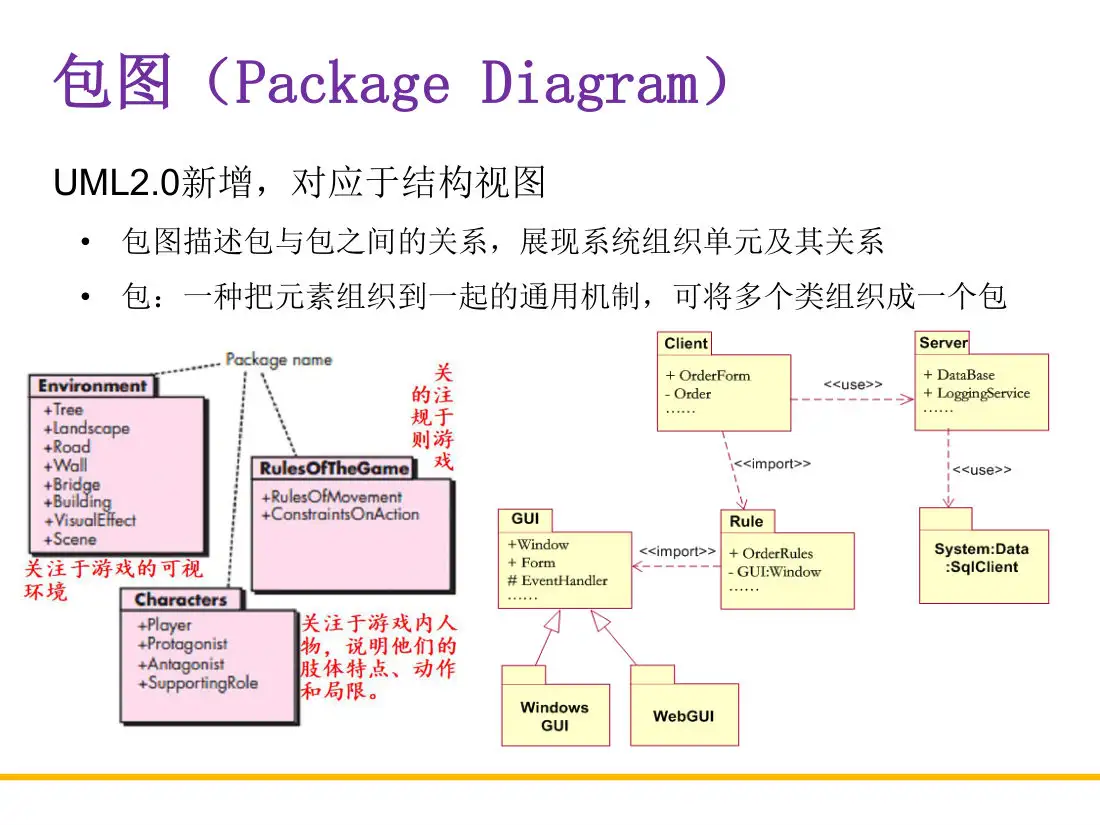 包图（Package Diagram）
UML2.0新增，对应于结构视图
• 包图描述包与包之间的关系，展现系统组织单元及其关系
• 包：一种把元素组织到一起的通用机制，可将多个类组织成一个包
Package name
Environment
+Tree
+Landscape
+Road
+Wall
+Bridge
+Building
+VisualEffect
+Scene
关注于游戏的可视
环境
关注于游戏
的规则
RulesOfTheGame
+RulesOfMovement
+ConstraintsOnAction
Characters
+Player
+Protagonist
+Antagonist
+SupportingRole
关注于游戏内人
物，说明他们的
肢体特点、动作
和局限。
Client
+ OrderForm
- Order
······
<<use>>
Server
+ DataBase
+ LoggingService
······
<<import>>
<<use>>
GUI
+Window
+ Form
# EventHandler
······
<<import>>
Rule
+ OrderRules
- GUI:Window
······
System:Data
:SqlClient
Windows
GUI
WebGUI